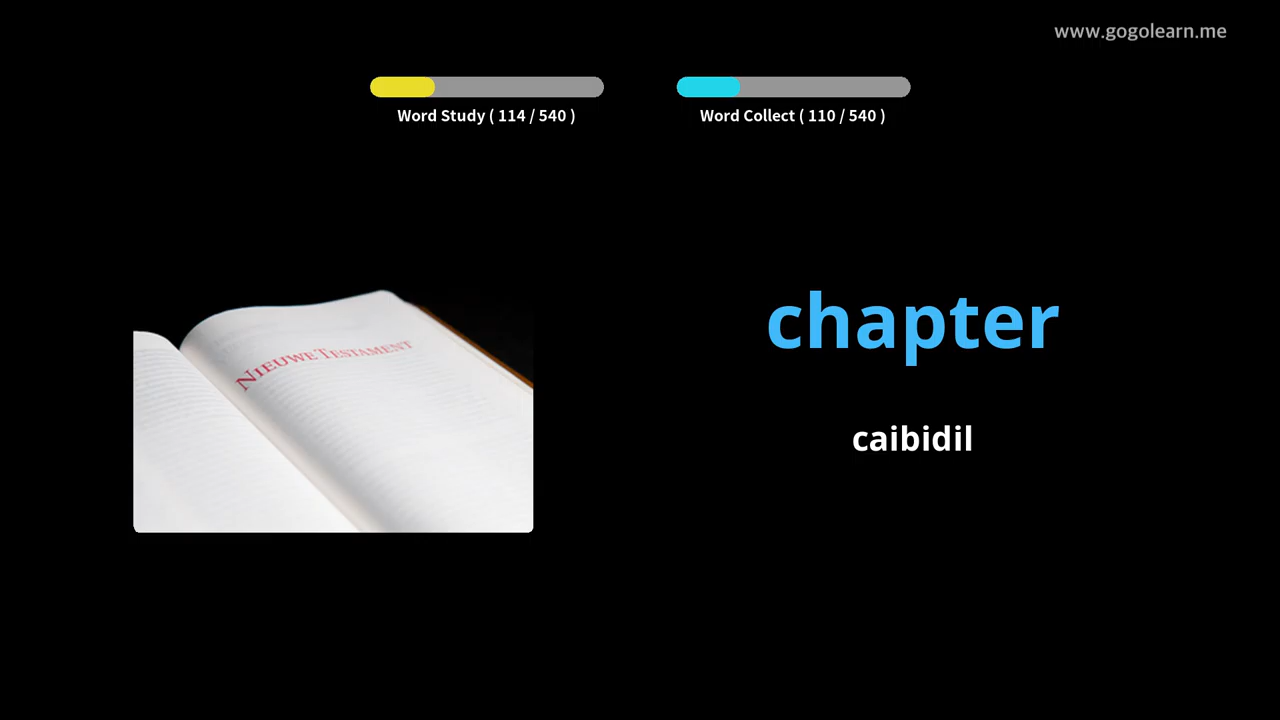 www.gogolearn.me
Word Study ( 114 / 540 )
Word Collect ( 110 / 540 )
NIEUWE TESTAMENT
chapter
caibidil